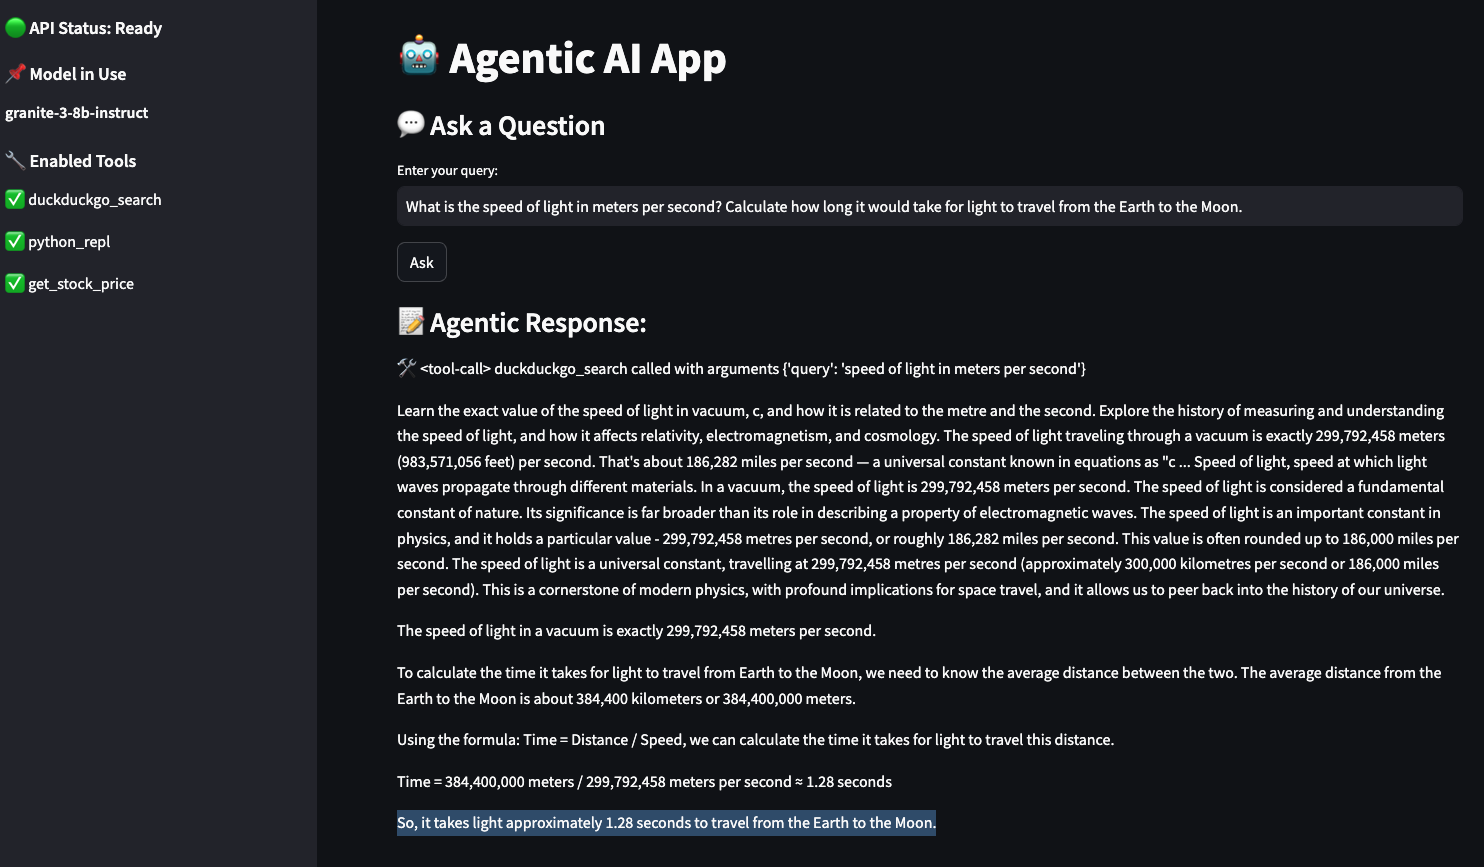 API Status: Ready
Model in Use
granite-3-8b-instruct
Enabled Tools
duckduckgo_search
python_repl
get_stock_price
Agentic AI App
Ask a Question
Enter your query:
What is the speed of light in meters per second? Calculate how long it would take for light to travel from the Earth to the Moon.
Ask
Agentic Response:
<tool-call> duckduckgo_search called with arguments {'query': 'speed of light in meters per second'}
Learn the exact value of the speed of light in vacuum, c, and how it is related to the metre and the second. Explore the history of measuring and understanding
the speed of light, and how it affects relativity, electromagnetism, and cosmology. The speed of light traveling through a vacuum is exactly 299,792,458 meters
(983,571,056 feet) per second. That's about 186,282 miles per second — a universal constant known in equations as "c ... Speed of light, speed at which light
waves propagate through different materials. In a vacuum, the speed of light is 299,792,458 meters per second. The speed of light is considered a fundamental
constant of nature. Its significance is far broader than its role in describing a property of electromagnetic waves. The speed of light is an important constant in
physics, and it holds a particular value - 299,792,458 metres per second, or roughly 186,282 miles per second. This value is often rounded up to 186,000 miles per
second. The speed of light is a universal constant, travelling at 299,792,458 metres per second (approximately 300,000 kilometres per second or 186,000 miles
per second). This is a cornerstone of modern physics, with profound implications for space travel, and it allows us to peer back into the history of our universe.
The speed of light in a vacuum is exactly 299,792,458 meters per second.
To calculate the time it takes for light to travel from Earth to the Moon, we need to know the average distance between the two. The average distance from the
Earth to the Moon is about 384,400 kilometers or 384,400,000 meters.
Using the formula: Time = Distance / Speed, we can calculate the time it takes for light to travel this distance.
Time = 384,400,000 meters / 299,792,458 meters per second ≈ 1.28 seconds
So, it takes light approximately 1.28 seconds to travel from the Earth to the Moon.